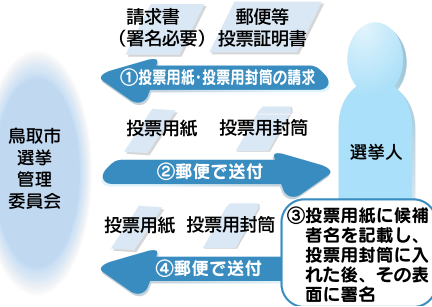 請求書
(署名必要)
郵便等
投票証明書
①投票用紙・投票用封筒の請求
投票用紙 投票用封筒
②郵便で送付
鳥取市
選挙
管理
委員会
選挙人
③投票用紙に候補
者名を記載し、
投票用封筒に入
れた後、その表
面に署名
投票用紙 投票用封筒
④郵便で送付